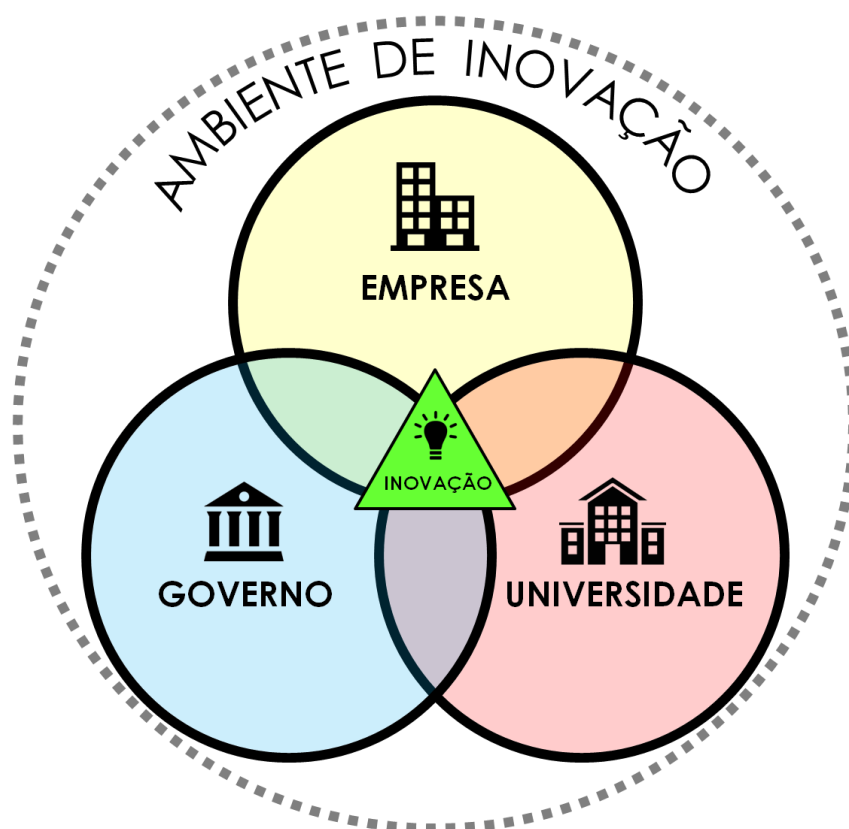 AMBIENTE DE INOVAÇÃO
EMPRESA
INOVAÇÃO
GOVERNO
UNIVERSIDADE